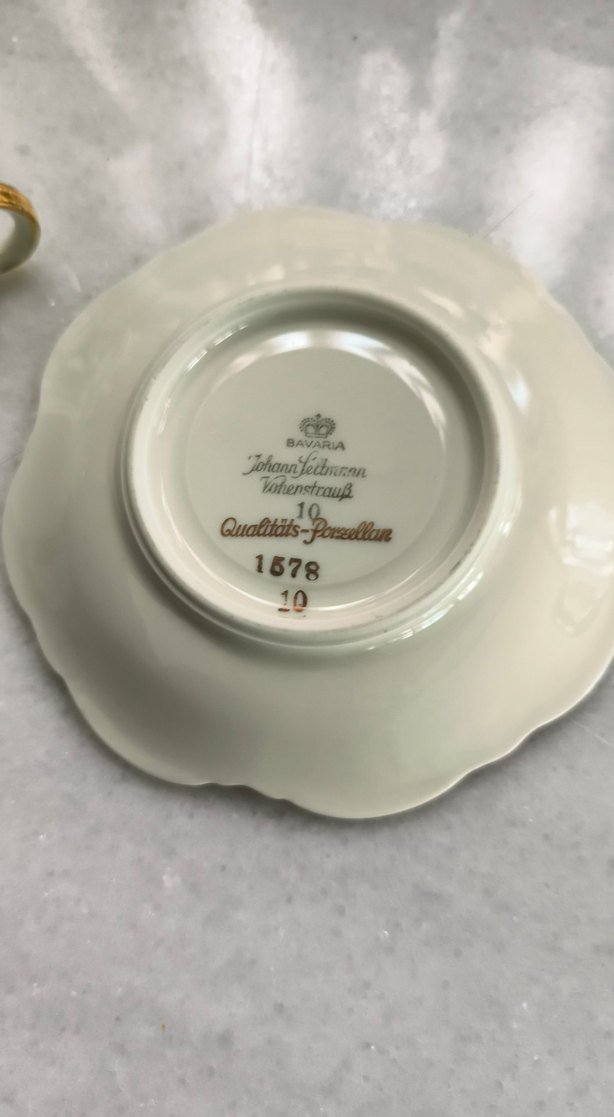 BAVARIA
Johann Seltmann
Vohenstrauß
10
Qualitäts-Porzellan
1578
10